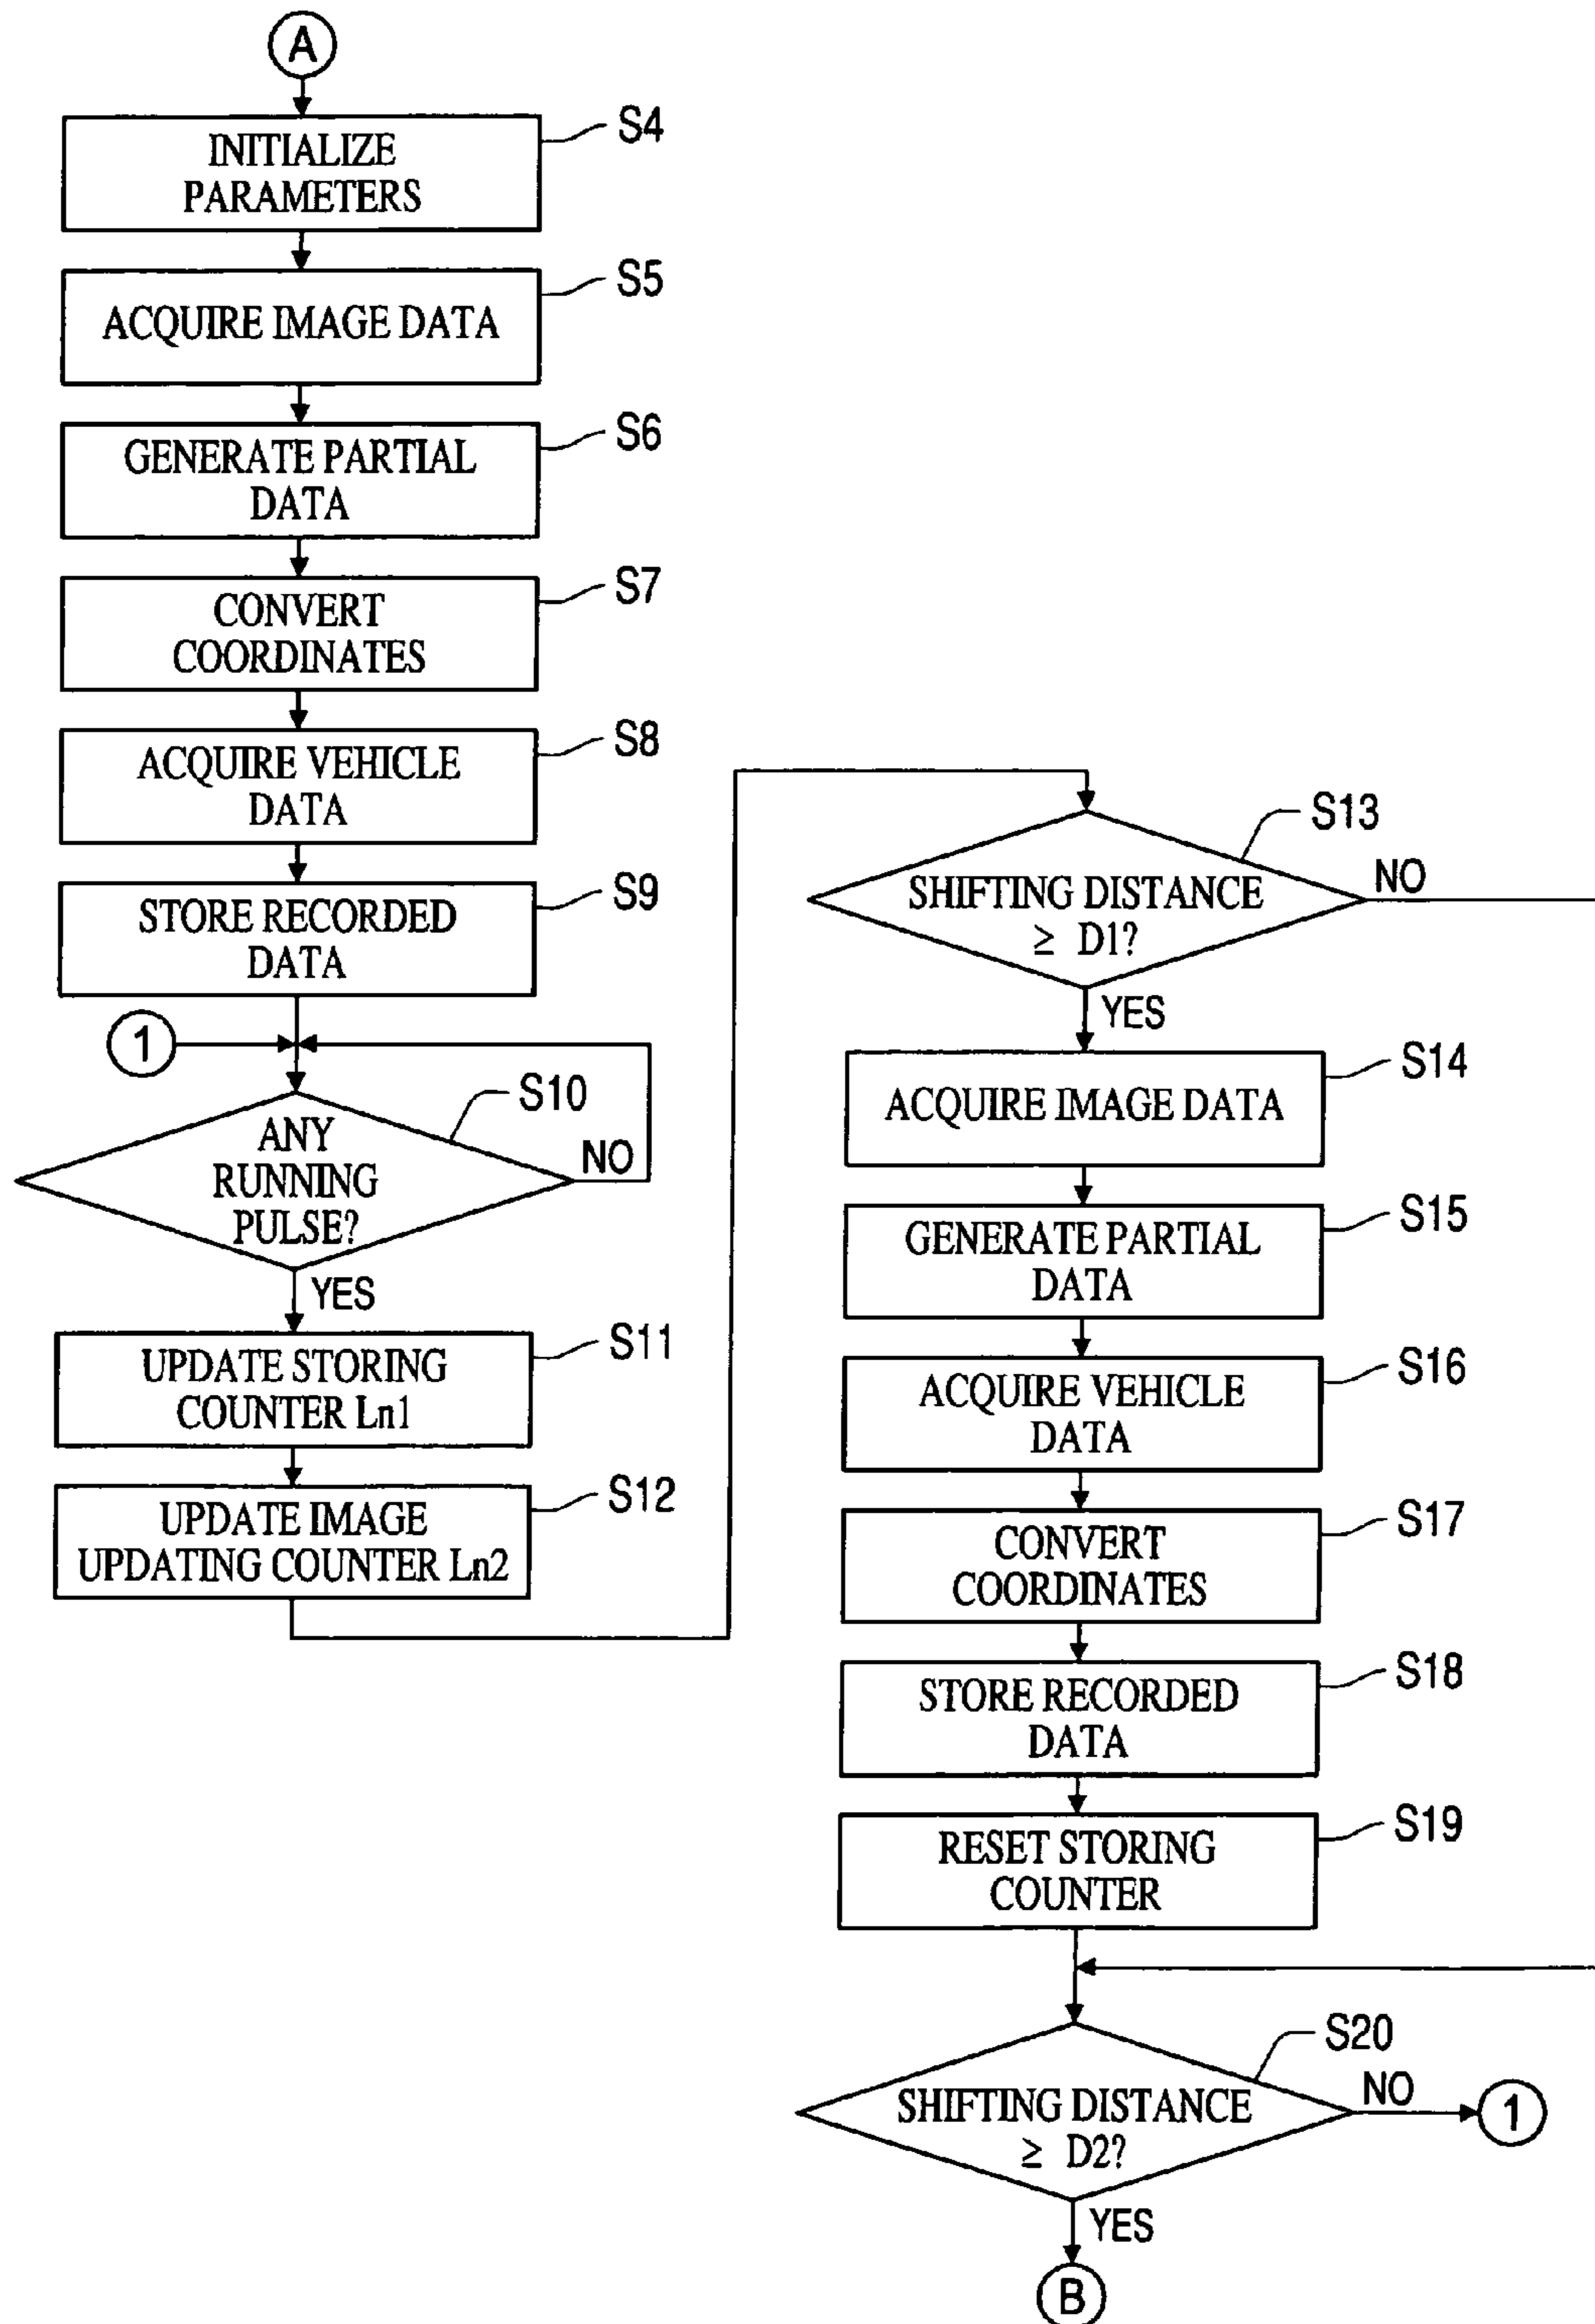 A
S4
INITIALIZE
PARAMETERS
S5
ACQUIRE IMAGE DATA
S6
GENERATE PARTIAL
DATA
S7
CONVERT
COORDINATES
S8
ACQUIRE VEHICLE
DATA
S9
STORE RECORDED
DATA
1
S10
ANY
RUNNING
PULSE?
NO
YES
S11
UPDATE STORING
COUNTER Ln1
S12
UPDATE IMAGE
UPDATING COUNTER Ln2
S13
SHIFTING DISTANCE
≥ D1?
NO
YES
S14
ACQUIRE IMAGE DATA
S15
GENERATE PARTIAL
DATA
S16
ACQUIRE VEHICLE
DATA
S17
CONVERT
COORDINATES
S18
STORE RECORDED
DATA
S19
RESET STORING
COUNTER
S20
SHIFTING DISTANCE
≥ D2?
NO
1
YES
B